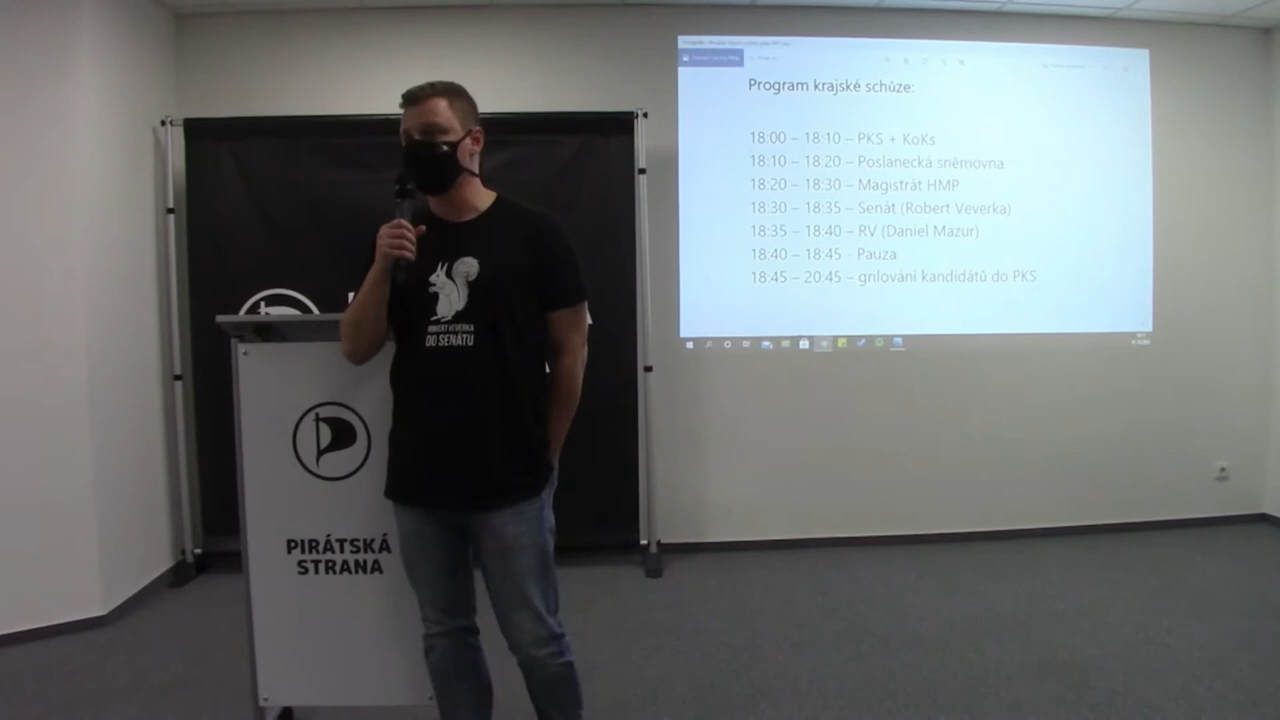 Program krajské schůze:
18:00 – 18:10 – PKS + KoKs
18:10 – 18:20 – Poslanecká sněmovna
18:20 – 18:30 – Magistrát HMP
18:30 – 18:35 – Senát (Robert Veverka)
18:35 – 18:40 – RV (Daniel Mazur)
18:40 – 18:45 Pauza
18:45 – 20:45 – grilování kandidátů do PKS
ROBERT VEVERKA
DO SENÁTU
PIRÁTSKÁ
STRANA